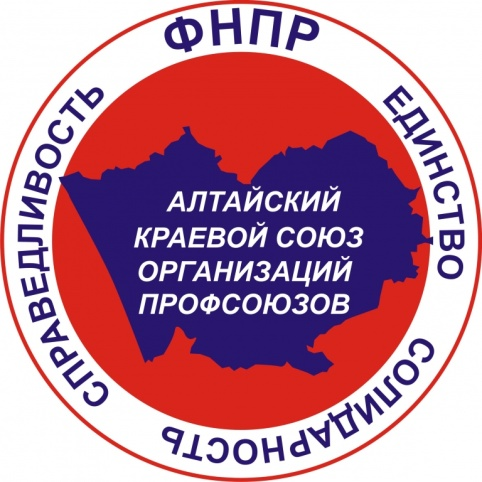 ФНПР
ЕДИНСТВО
СОЛИДАРНОСТЬ
СПРАВЕДЛИВОСТЬ
АЛТАЙСКИЙ
КРАЕВОЙ СОЮЗ
ОРГАНИЗАЦИЙ
ПРОФСОЮЗОВ